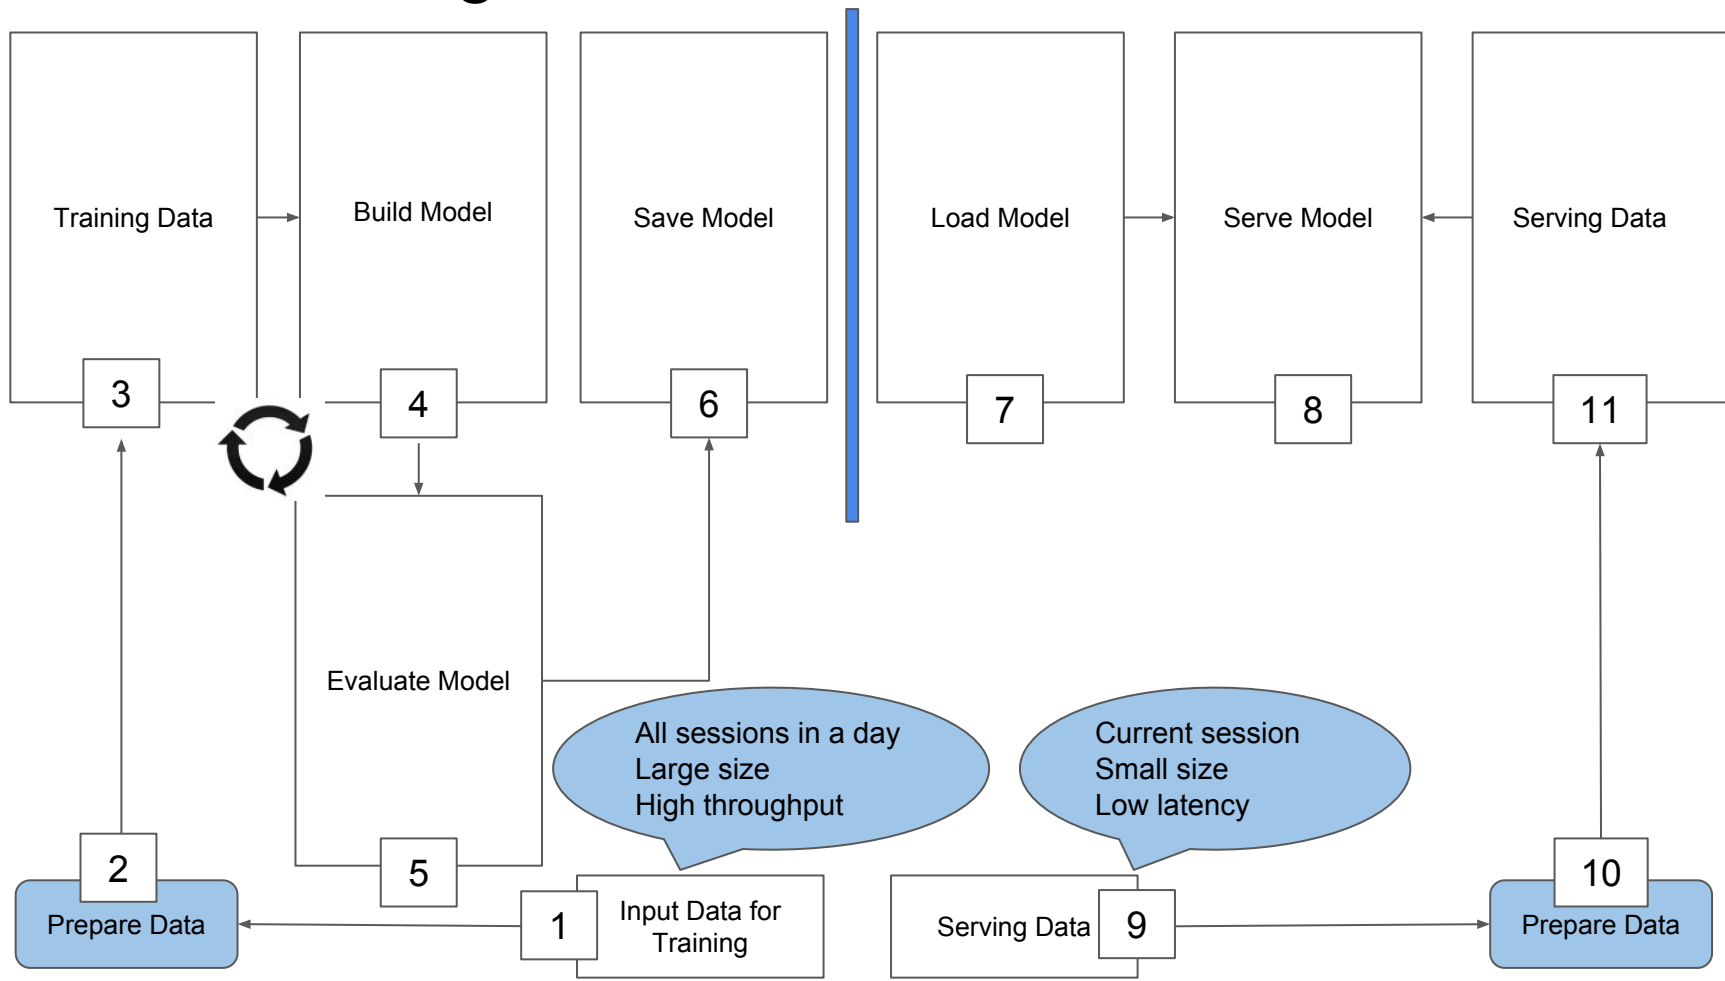 g
Training Data
Build Model
Save Model
Load Model
Serve Model
Serving Data
3
4
6
7
8
11
Evaluate Model
All sessions in a day
Large size
High throughput
Current session
Small size
Low latency
2
Prepare Data
5
1
Input Data for
Training
Serving Data
9
10
Prepare Data